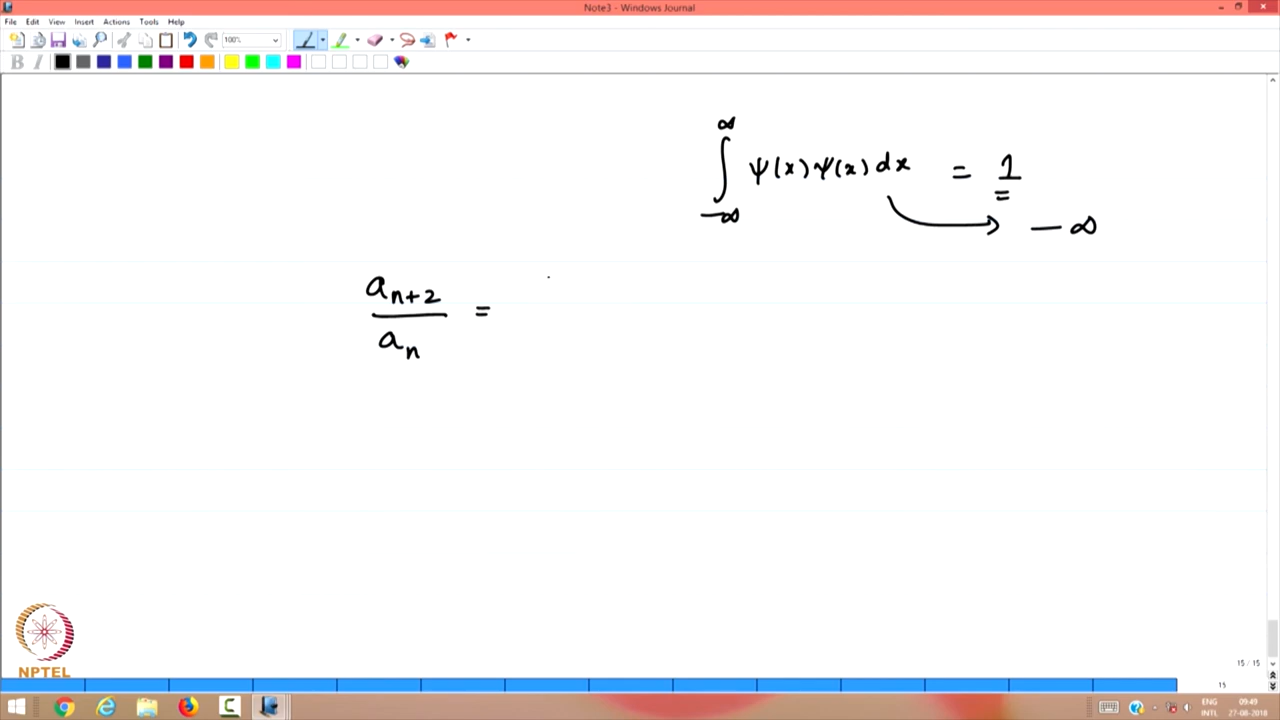 Note3 - Windows Journal
File Edit View Insert Actions Tools Help
100%
B I
∞
∫ ψ(x) ψ(x) dx = 1
-∞
→ -∞
a_{n+2}
—— =
a_n
NPTEL
15 / 15
15
ENG
09:49
INTL
27-08-2018